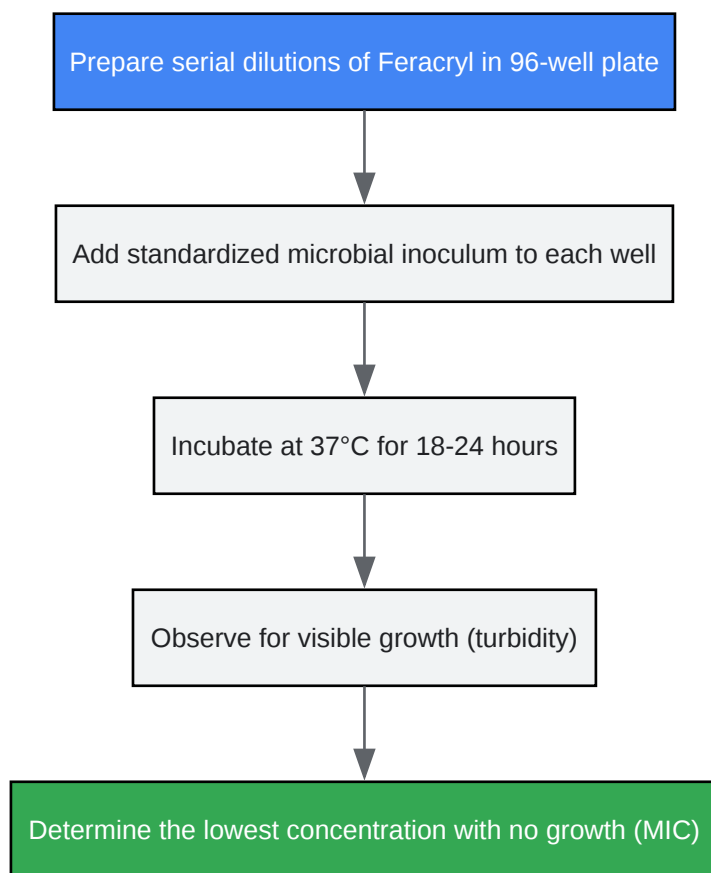 Prepare serial dilutions of Feracryl in 96-well plate
Add standardized microbial inoculum to each well
Incubate at 37°C for 18-24 hours
Observe for visible growth (turbidity)
Determine the lowest concentration with no growth (MIC)